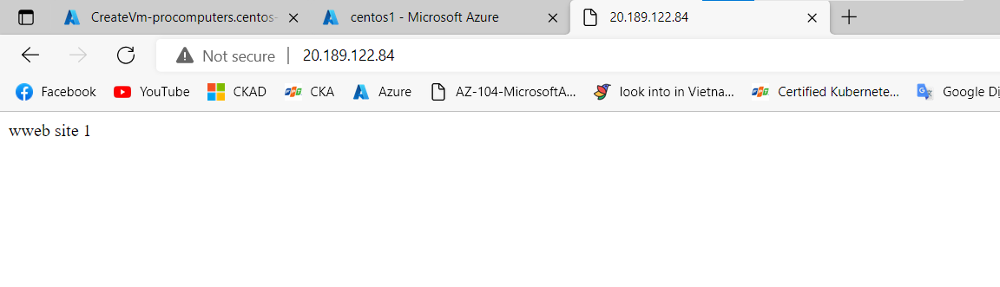 CreateVm-procomputers.centos- centos1 - Microsoft Azure 20.189.122.84
Not secure 20.189.122.84
Facebook YouTube CKAD CKA Azure AZ-104-MicrosoftA... look into in Vietna... Certified Kubernete... Google Di
wweb site 1